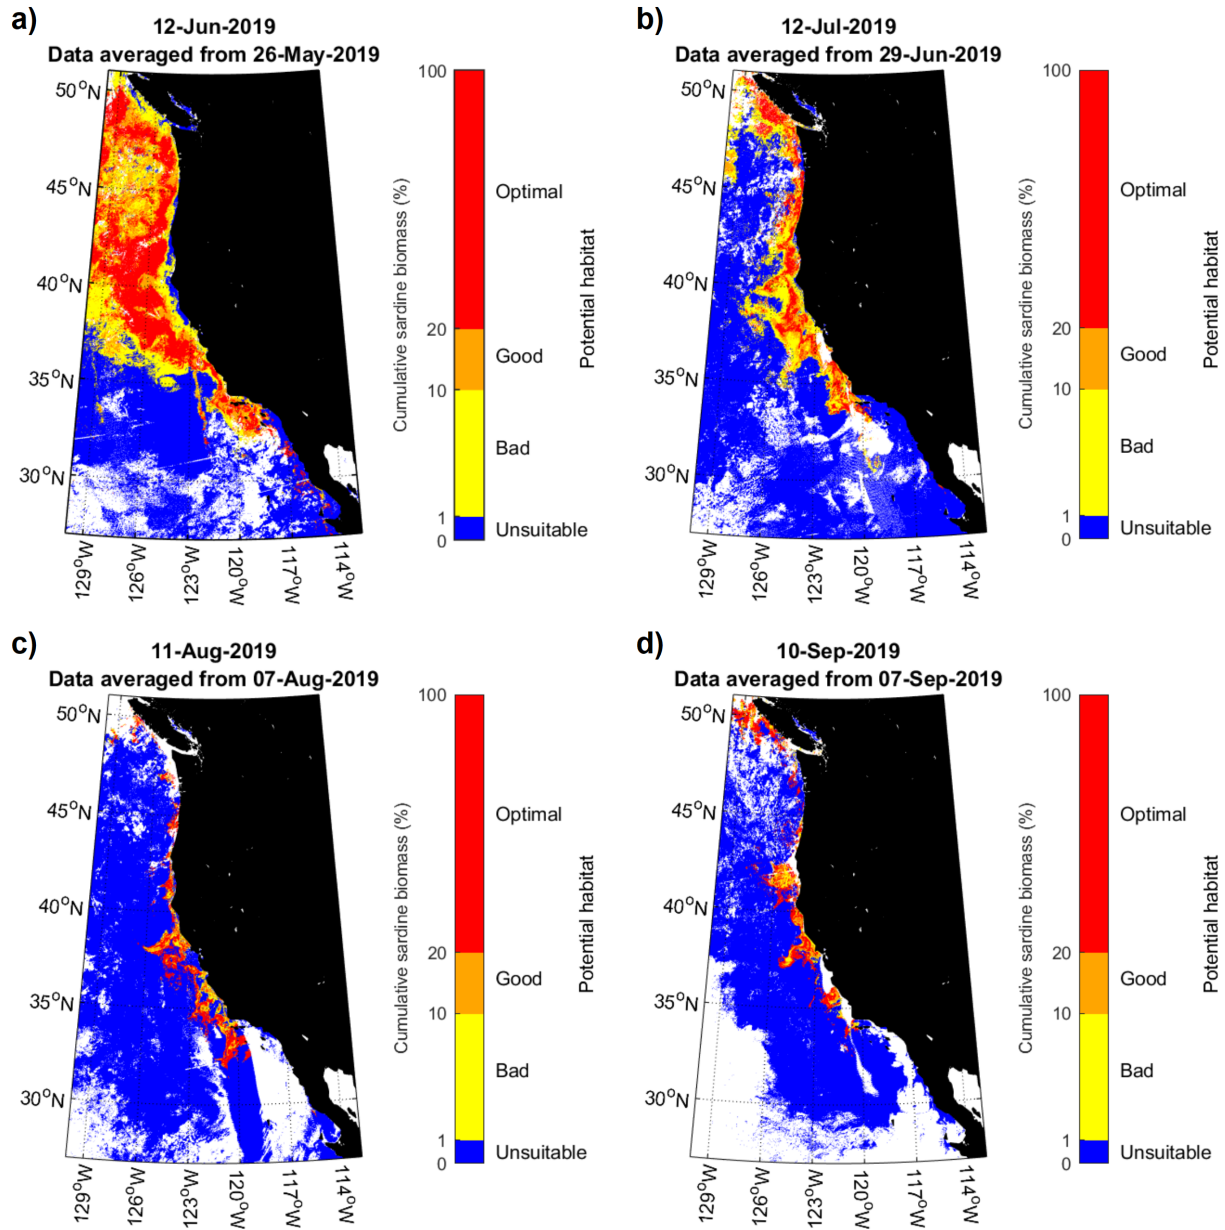 a)
12-Jun-2019
Data averaged from 26-May-2019
50°N
45°N
40°N
35°N
30°N
129°W
126°W
123°W
120°W
117°W
114°W
100
20
10
1
0
Cumulative sardine biomass (%)
Optimal
Good
Bad
Unsuitable
Potential habitat
b)
12-Jul-2019
Data averaged from 29-Jun-2019
50°N
45°N
40°N
35°N
30°N
129°W
126°W
123°W
120°W
117°W
114°W
100
20
10
1
0
Cumulative sardine biomass (%)
Optimal
Good
Bad
Unsuitable
Potential habitat
c)
11-Aug-2019
Data averaged from 07-Aug-2019
50°N
45°N
40°N
35°N
30°N
129°W
126°W
123°W
120°W
117°W
114°W
100
20
10
1
0
Cumulative sardine biomass (%)
Optimal
Good
Bad
Unsuitable
Potential habitat
d)
10-Sep-2019
Data averaged from 07-Sep-2019
50°N
45°N
40°N
35°N
30°N
129°W
126°W
123°W
120°W
117°W
114°W
100
20
10
1
0
Cumulative sardine biomass (%)
Optimal
Good
Bad
Unsuitable
Potential habitat